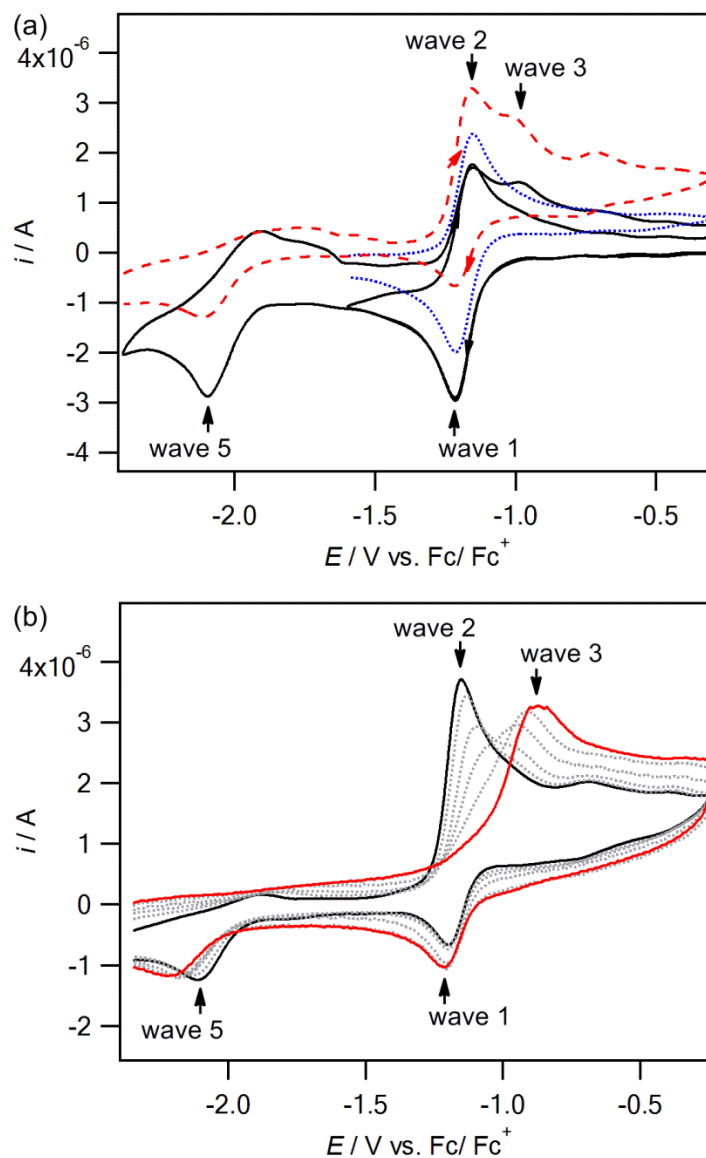 (a)
wave 2
4x10-6
wave 3
3
2
1
0
-1
-2
-3
-4
i / A
wave 5
wave 1
-2.0
-1.5
-1.0
-0.5
E / V vs. Fc/ Fc+
(b)
wave 2
4x10-6
wave 3
3
2
1
0
-1
-2
i / A
wave 5
wave 1
-2.0
-1.5
-1.0
-0.5
E / V vs. Fc/ Fc+